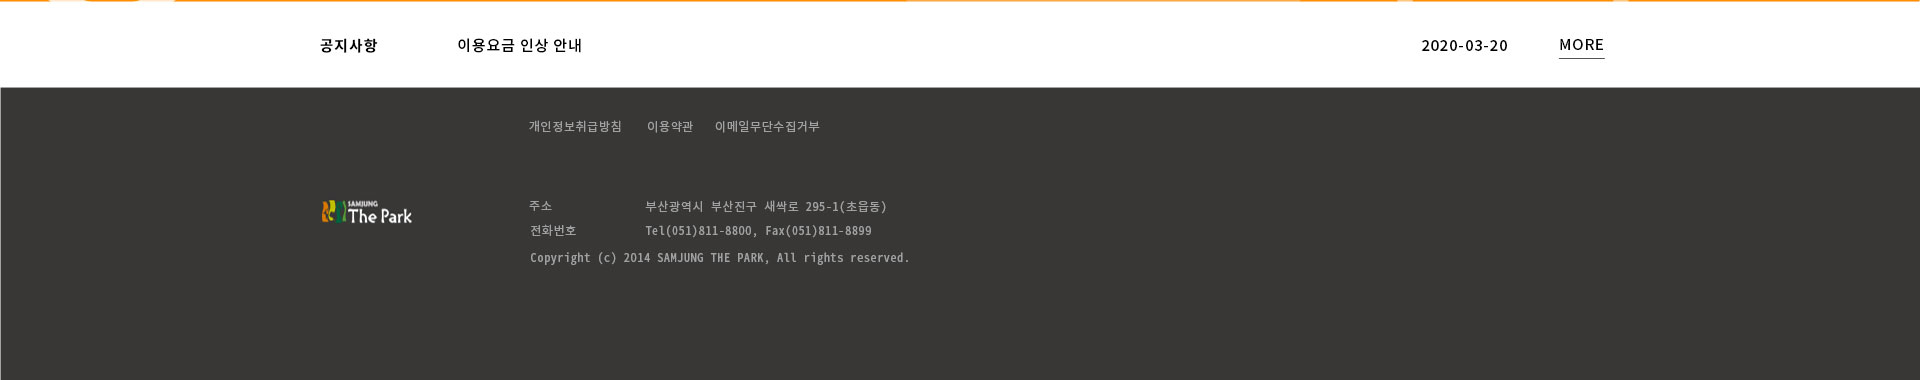 공지사항 이용요금 인상 안내 2020-03-20 MORE
개인정보취급방침 이용약관 이메일무단수집거부
SAMJUNG
The Park
주소 부산광역시 부산진구 새싹로 295-1(초읍동)
전화번호 Tel(051)811-8800, Fax(051)811-8899
Copyright (c) 2014 SAMJUNG THE PARK, All rights reserved.